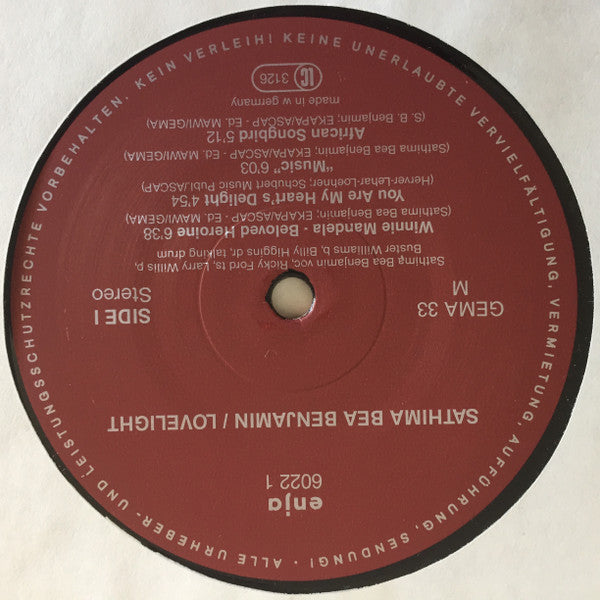 enja
6022 1
SATHIMA BEA BENJAMIN / LOVELIGHT
GEMA 33
M
SIDE I
Stereo
Sathima Bea Benjamin voc, Ricky Ford ts, Larry Willis p,
Buster Williams b, Billy Higgins dr, talking drum
Winnie Mandela - Beloved Heroine 6'38
(Sathima Bea Benjamin; EKAPA/ASCAP - Ed. MAWI/GEMA)
You Are My Heart's Delight 4'54
(Herver-Lehar-Loehner; Schubert Music Publ./ASCAP)
"Music" 6'03
(Sathima Bea Benjamin; EKAPA/ASCAP - Ed. MAWI/GEMA)
African Songbird 5'12
(S. B. Benjamin; EKAPA/ASCAP - Ed. MAWI/GEMA)
made in w germany
LC 3126
ALLE URHEBER- UND LEISTUNGSSCHUTZRECHTE VORBEHALTEN. KEIN VERLEIH! KEINE UNERLAUBTE VERVIELFÄLTIGUNG, VERMIETUNG, AUFFÜHRUNG, SENDUNG! ·